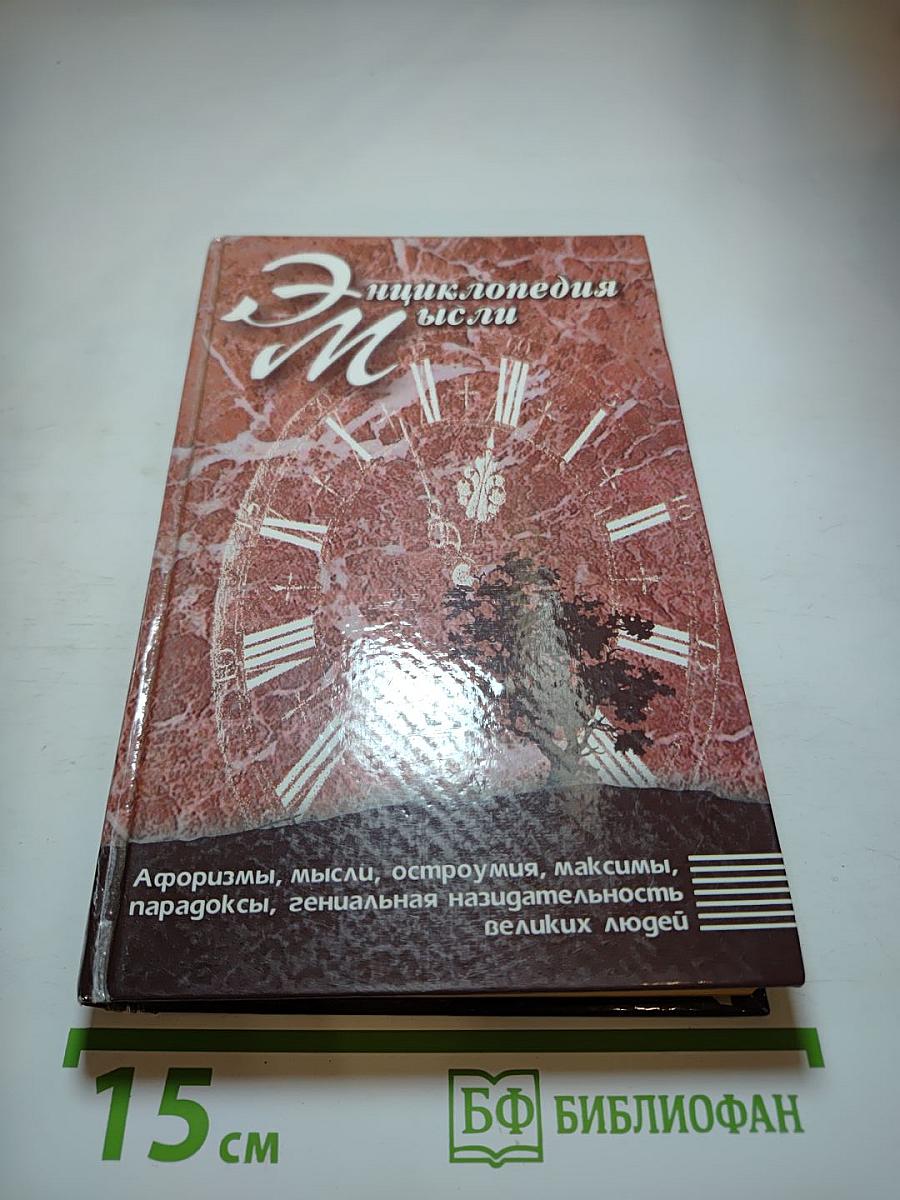 Энциклопедия
Мысли
Афоризмы, мысли, остроумия, максимы,
парадоксы, гениальная назидательность
великих людей
15 см
БФ БИБЛИОФАН